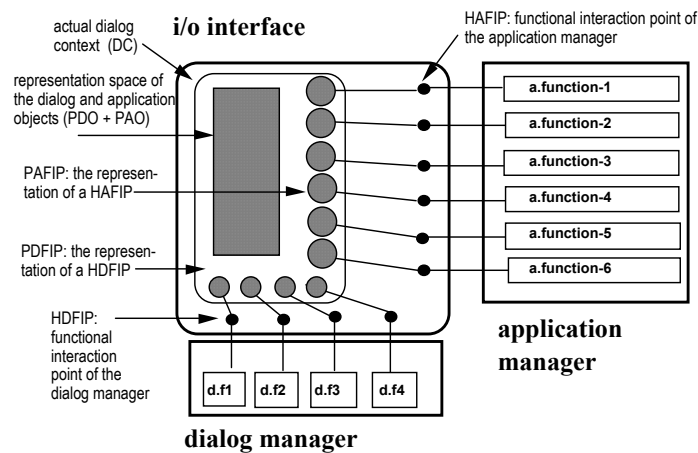 actual dialog
context (DC)
i/o interface
HAFIP: functional interaction point of
the application manager
representation space of
the dialog and application
objects (PDO + PAO)
PAFIP: the represen-
tation of a HAFIP
PDFIP: the represen-
tation of a HDFIP
HDFIP:
functional
interaction
point of the
dialog manager
a.function-1
a.function-2
a.function-3
a.function-4
a.function-5
a.function-6
application
manager
d.f1
d.f2
d.f3
d.f4
dialog manager